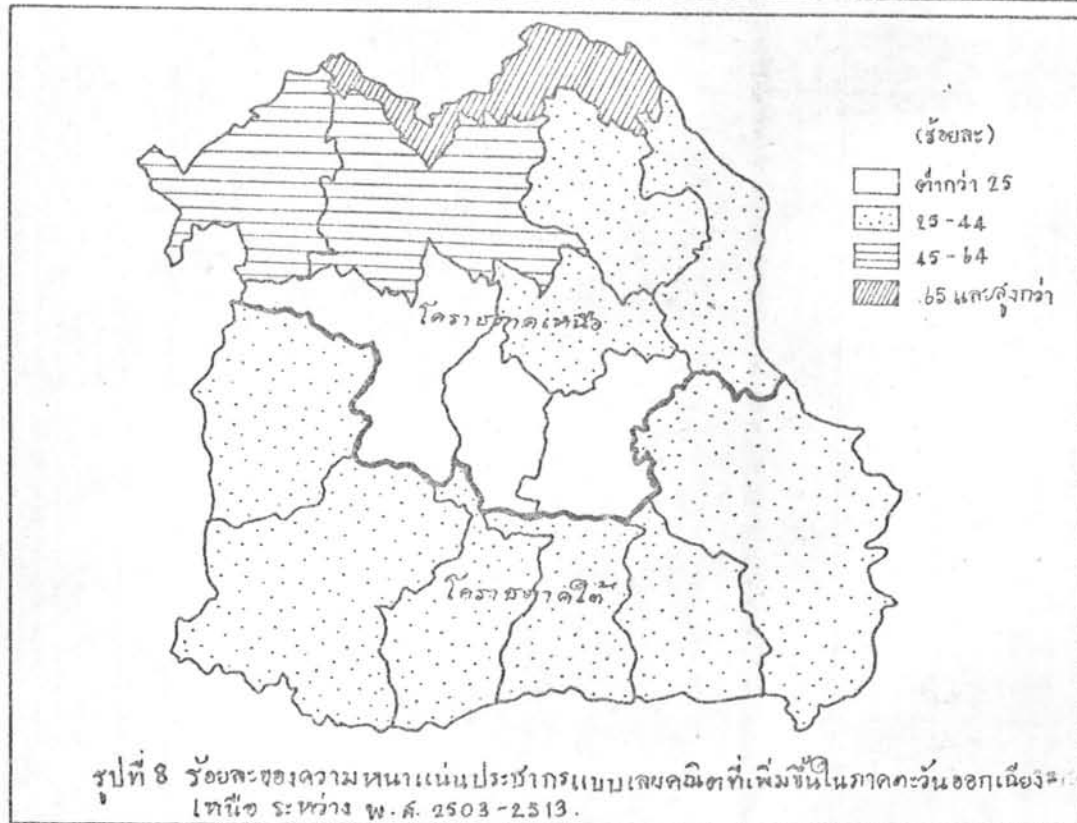 (ร้อยละ)
ต่ำกว่า 25
25-44
45-64
65 และสูงกว่า
โคราชภาคเหนือ
โคราชภาคใต้
รูปที่ 8 ร้อยละของความหนาแน่นประชากรแบบเลขคณิตที่เพิ่มขึ้นในภาคตะวันออกเฉียง
เหนือ ระหว่าง พ.ศ. 2503-2513.